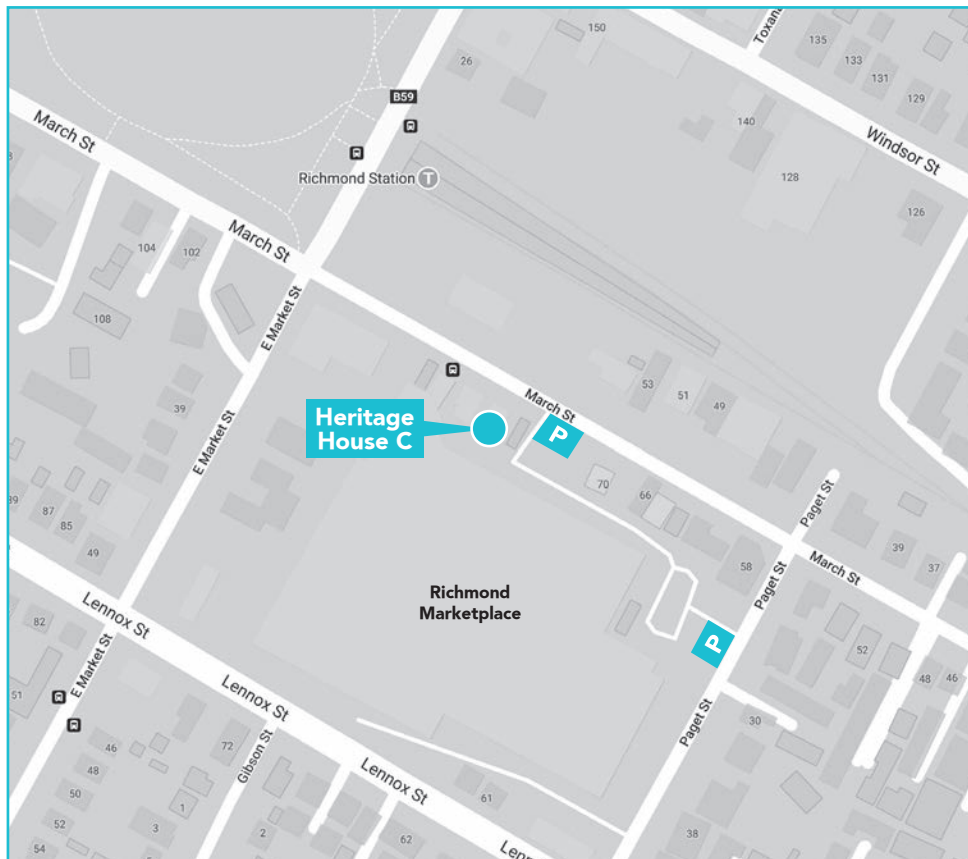 150
Toxana
135
133
131
129
26
B59
140
Windsor St
128
126
March St
Richmond Station T
March St
104
102
E Market St
108
39
53
51
49
March St
Heritage
House C
P
70
66
Paget St
E Market St
87
85
49
39
37
March St
58
Paget St
Richmond
Marketplace
Lennox St
82
E Market St
P
52
48
46
51
Lennox St
Paget St
30
Gibson St
72
46
48
50
52
54
1
3
2
Lennox St
61
62
38
Lenn